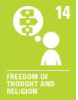 14
FREEDOM OF
THOUGHT AND
RELIGION